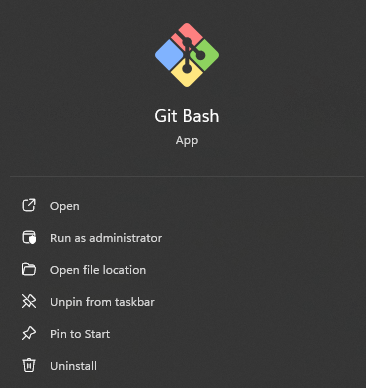 Git Bash
App
Open
Run as administrator
Open file location
Unpin from taskbar
Pin to Start
Uninstall